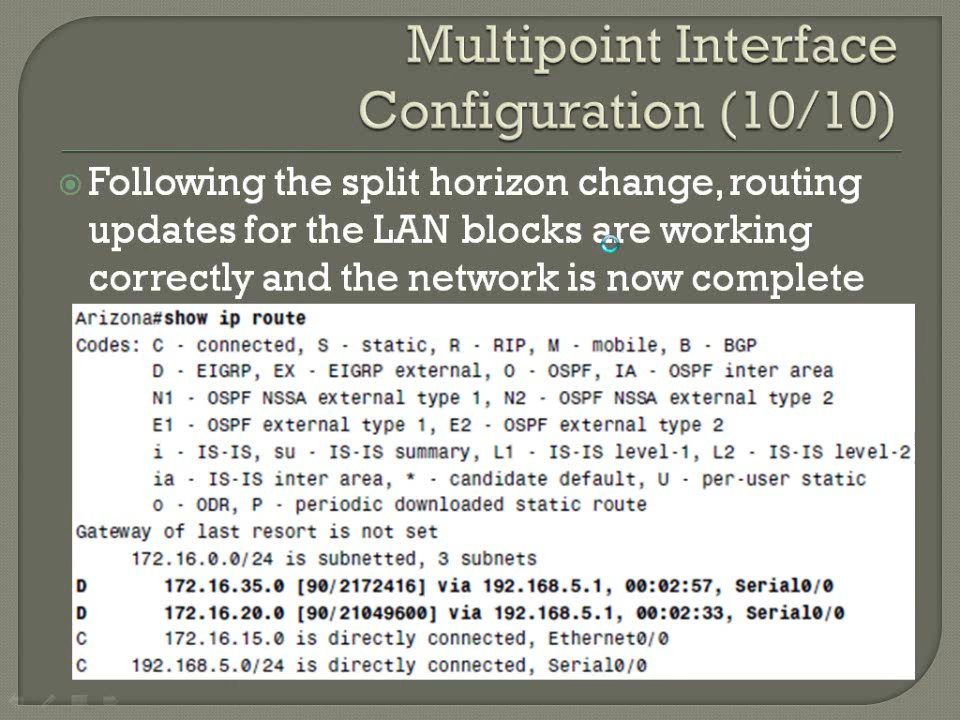 Multipoint Interface
Configuration (10/10)
Following the split horizon change, routing
updates for the LAN blocks are working
correctly and the network is now complete
Arizona#show ip route
Codes: C - connected, S - static, R - RIP, M - mobile, B - BGP
D - EIGRP, EX - EIGRP external, O - OSPF, IA - OSPF inter area
N1 - OSPF NSSA external type 1, N2 - OSPF NSSA external type 2
E1 - OSPF external type 1, E2 - OSPF external type 2
i - IS-IS, su - IS-IS summary, L1 - IS-IS level-1, L2 - IS-IS level-2
ia - IS-IS inter area, * - candidate default, U - per-user static
o - ODR, P - periodic downloaded static route
Gateway of last resort is not set
172.16.0.0/24 is subnetted, 3 subnets
D 172.16.35.0 [90/2172416] via 192.168.5.1, 00:02:57, Serial0/0
D 172.16.20.0 [90/21049600] via 192.168.5.1, 00:02:33, Serial0/0
C 172.16.15.0 is directly connected, Ethernet0/0
C 192.168.5.0/24 is directly connected, Serial0/0